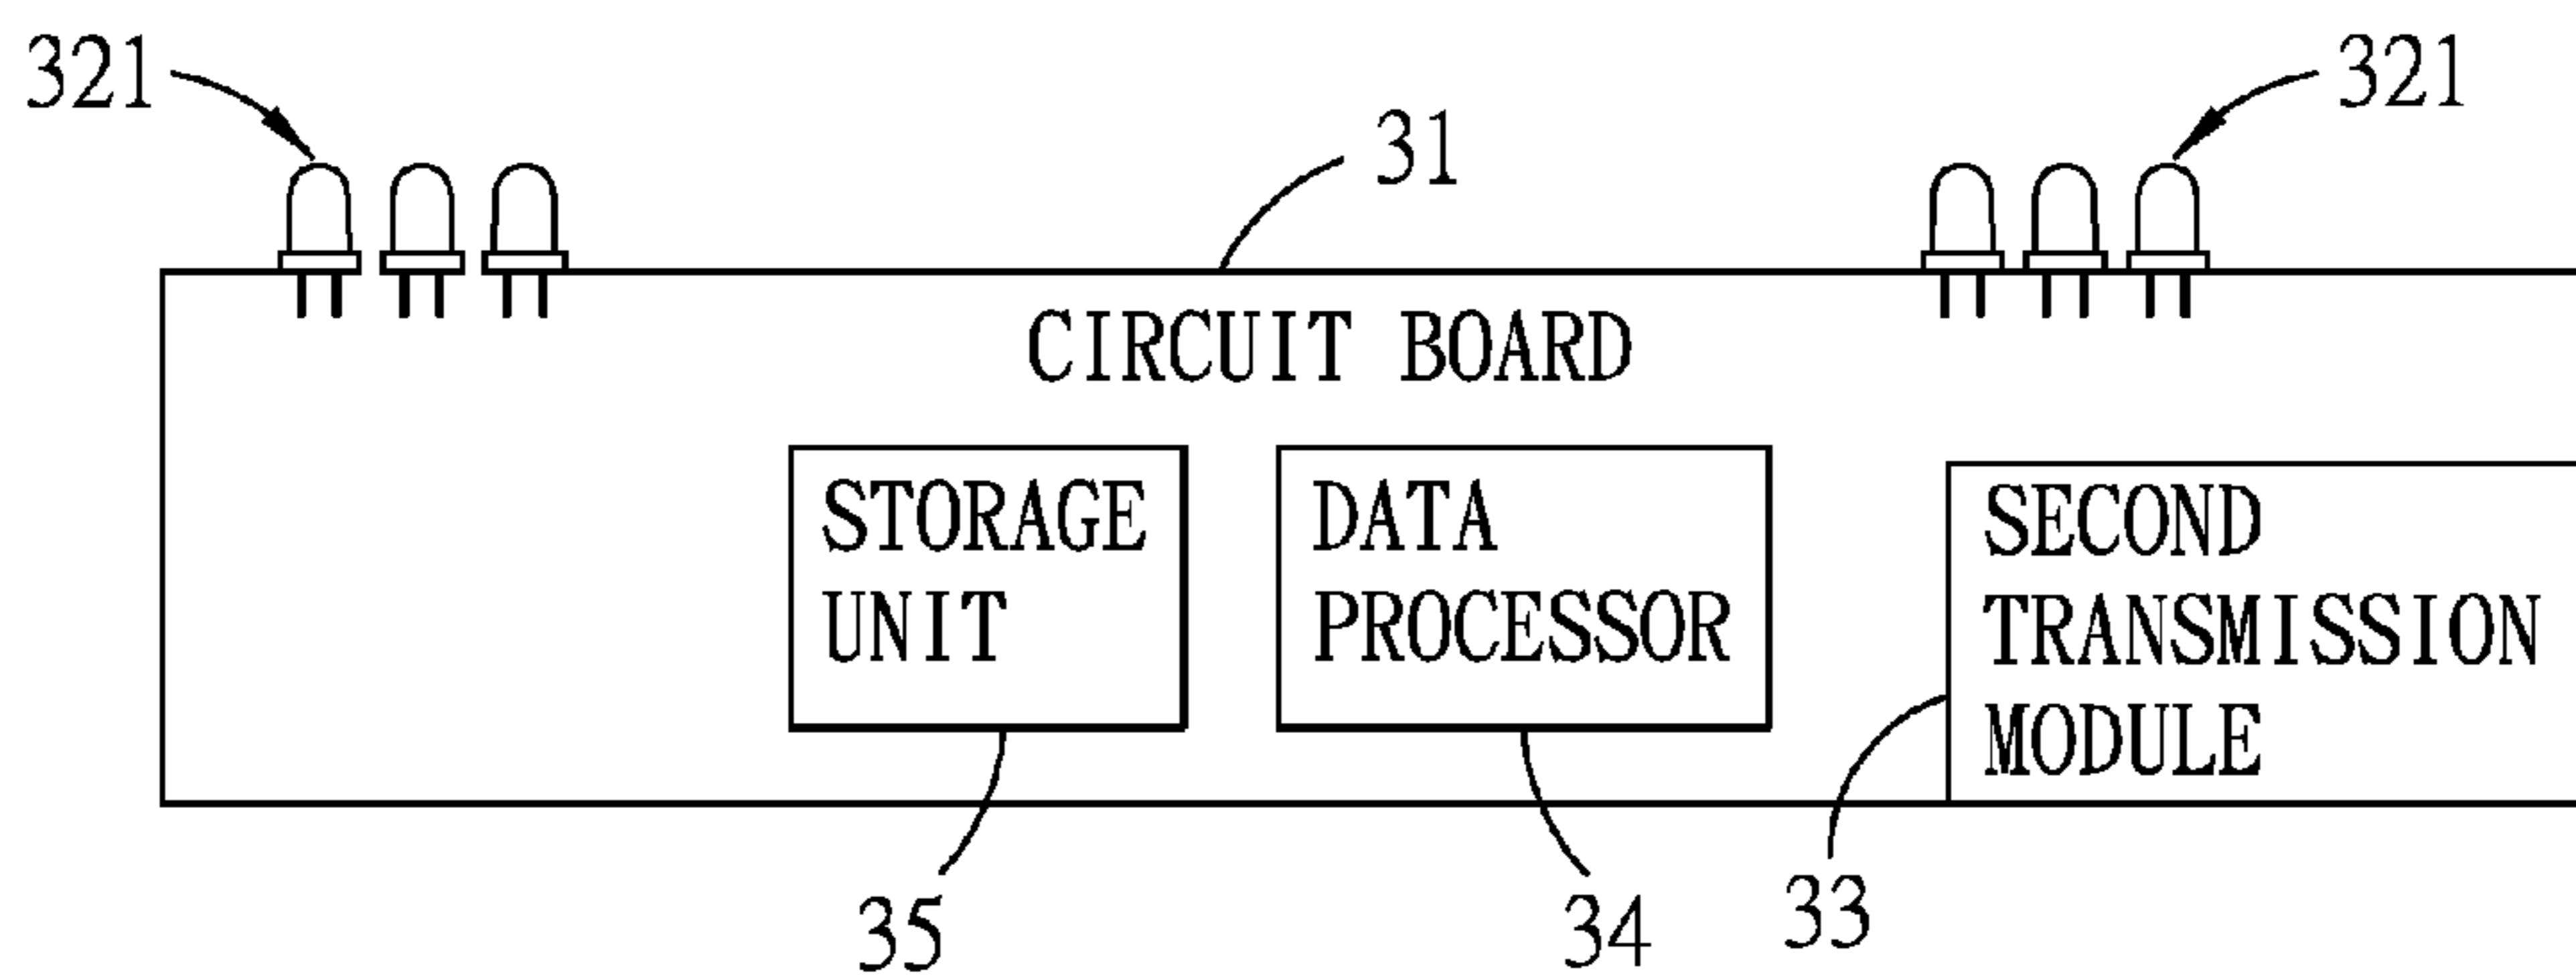 321
321
31
CIRCUIT BOARD
STORAGE
UNIT
DATA
PROCESSOR
SECOND
TRANSMISSION
MODULE
35
34
33